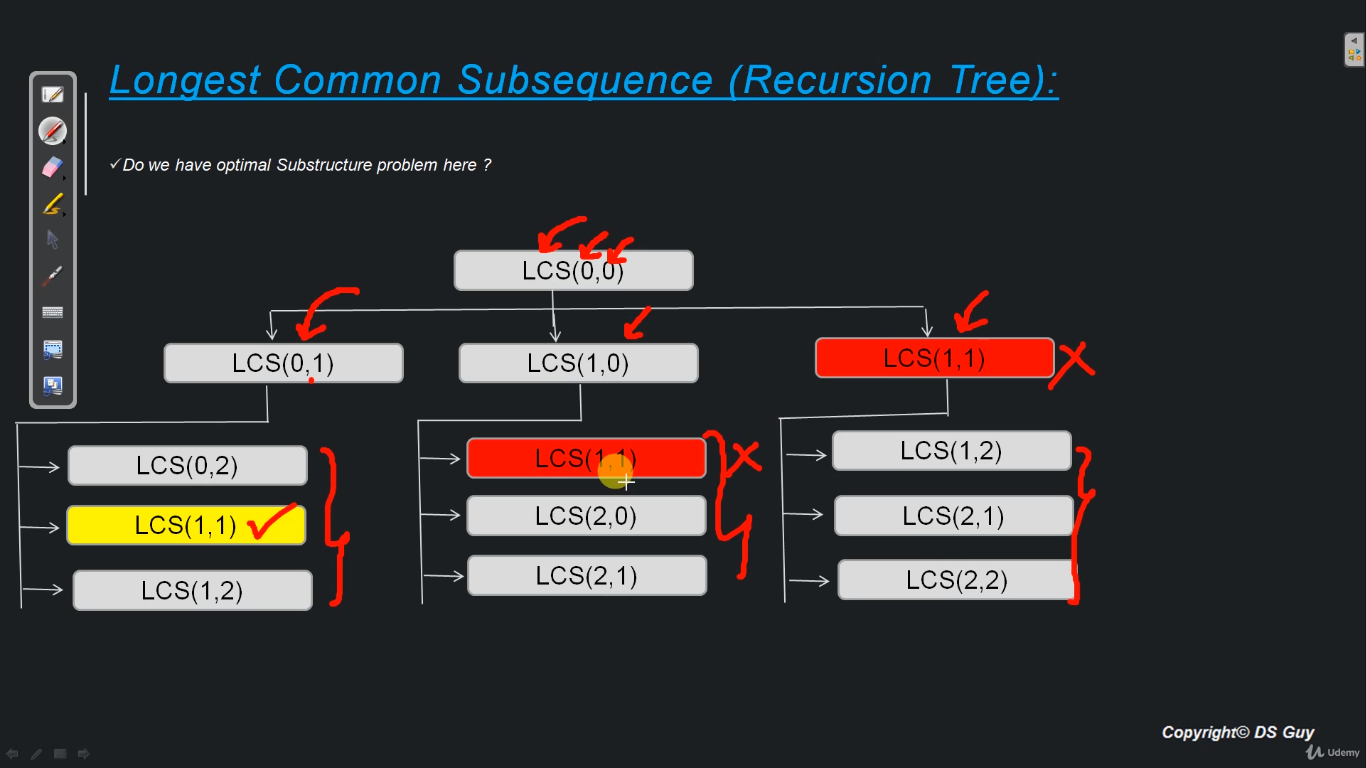 Longest Common Subsequence (Recursion Tree):
✓Do we have optimal Substructure problem here ?
LCS(0,0)
LCS(0,1)
LCS(1,0)
LCS(1,1)
LCS(0,2)
LCS(1,1)
LCS(1,2)
LCS(1,1)
LCS(2,0)
LCS(2,1)
LCS(1,2)
LCS(2,1)
LCS(2,2)
Copyright© DS Guy
Udemy